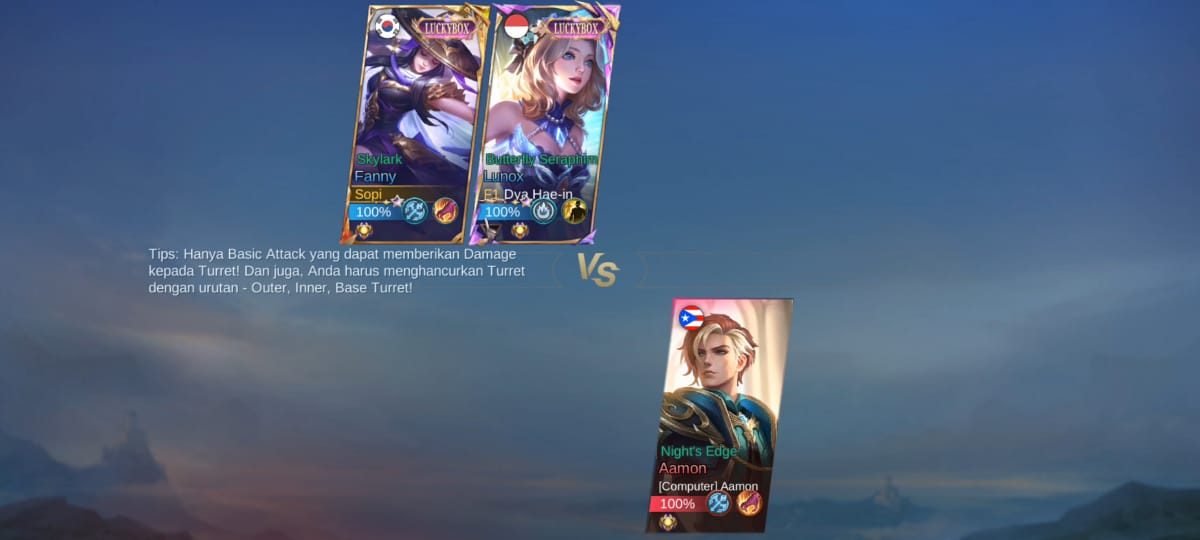 LUCKYBOX
LUCKYBOX
Skylark
Fanny
Sopi
100%
Butterfly Seraphim
Lunox
F1 Dya Hae-in
100%
Tips: Hanya Basic Attack yang dapat memberikan Damage
kepada Turret! Dan juga, Anda harus menghancurkan Turret
dengan urutan - Outer, Inner, Base Turret!
VS
Night's Edge
Aamon
[Computer] Aamon
100%